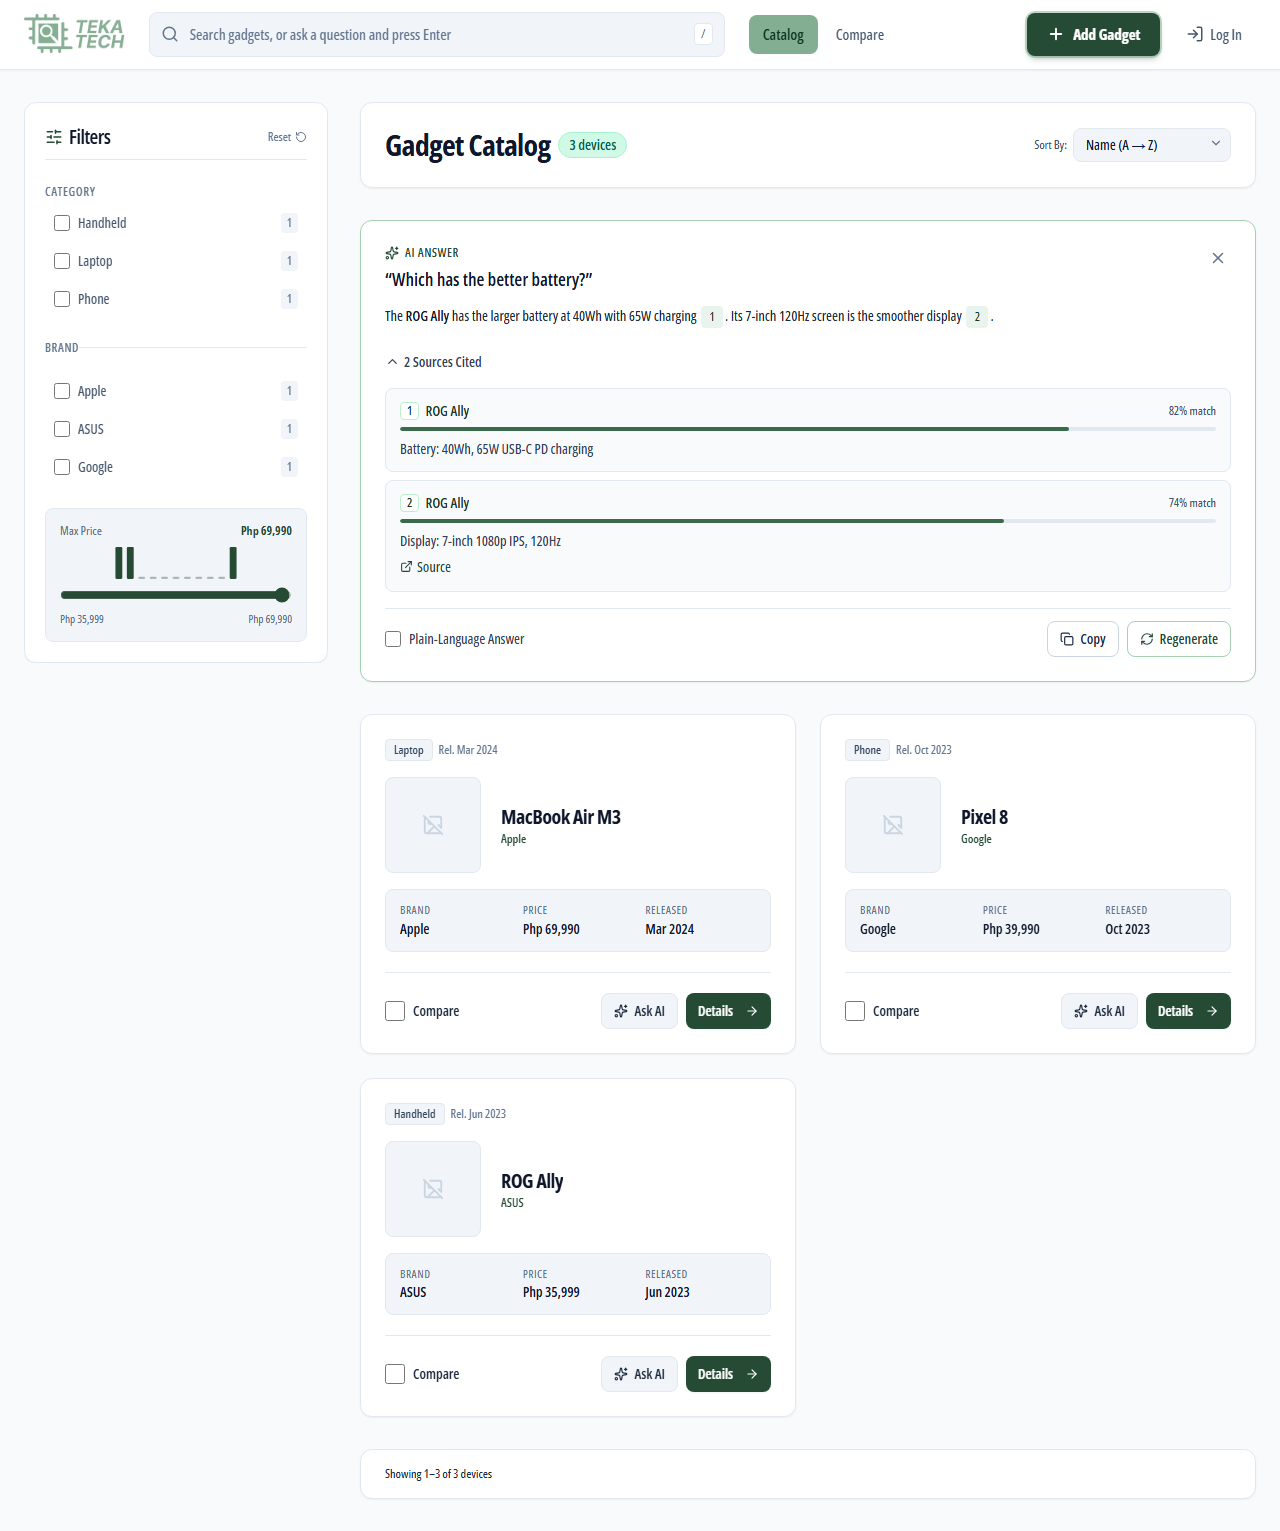 TEKA
TECH
Search gadgets, or ask a question and press Enter
/
Catalog
Compare
Add Gadget
Log In
Filters
Reset
CATEGORY
Handheld
1
Laptop
1
Phone
1
BRAND
Apple
1
ASUS
1
Google
1
Max Price
Php 69,990
Php 35,999
Php 69,990
Gadget Catalog
3 devices
Sort By:
Name (A → Z)
AI ANSWER
“Which has the better battery?”
The ROG Ally has the larger battery at 40Wh with 65W charging 1 . Its 7-inch 120Hz screen is the smoother display 2 .
2 Sources Cited
1 ROG Ally
82% match
Battery: 40Wh, 65W USB-C PD charging
2 ROG Ally
74% match
Display: 7-inch 1080p IPS, 120Hz
Source
Plain-Language Answer
Copy
Regenerate
Laptop
Rel. Mar 2024
MacBook Air M3
Apple
BRAND PRICE RELEASED
Apple Php 69,990 Mar 2024
Compare
Ask AI
Details
Phone
Rel. Oct 2023
Pixel 8
Google
BRAND PRICE RELEASED
Google Php 39,990 Oct 2023
Compare
Ask AI
Details
Handheld
Rel. Jun 2023
ROG Ally
ASUS
BRAND PRICE RELEASED
ASUS Php 35,999 Jun 2023
Compare
Ask AI
Details
Showing 1–3 of 3 devices